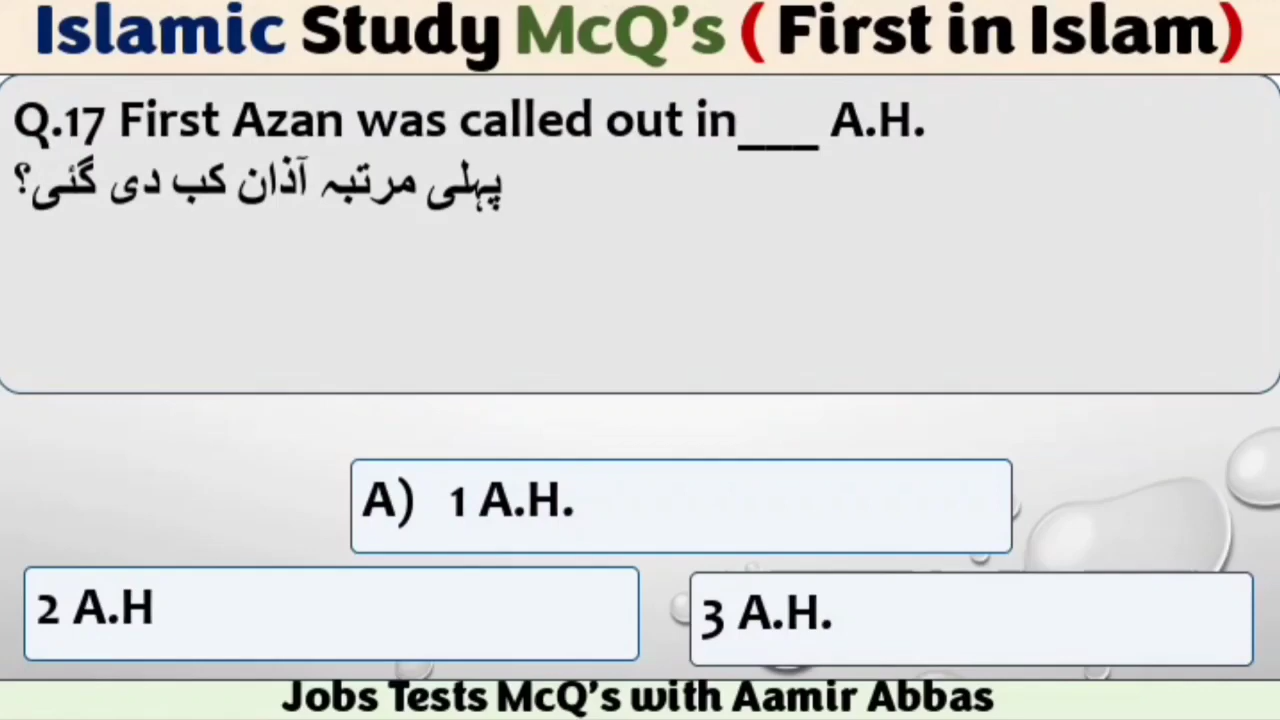 Islamic Study McQ's ( First in Islam)
Q.17 First Azan was called out in___ A.H.
پہلی مرتبہ آذان کب دی گئی؟
A) 1 A.H.
2 A.H
3 A.H.
Jobs Tests McQ's with Aamir Abbas